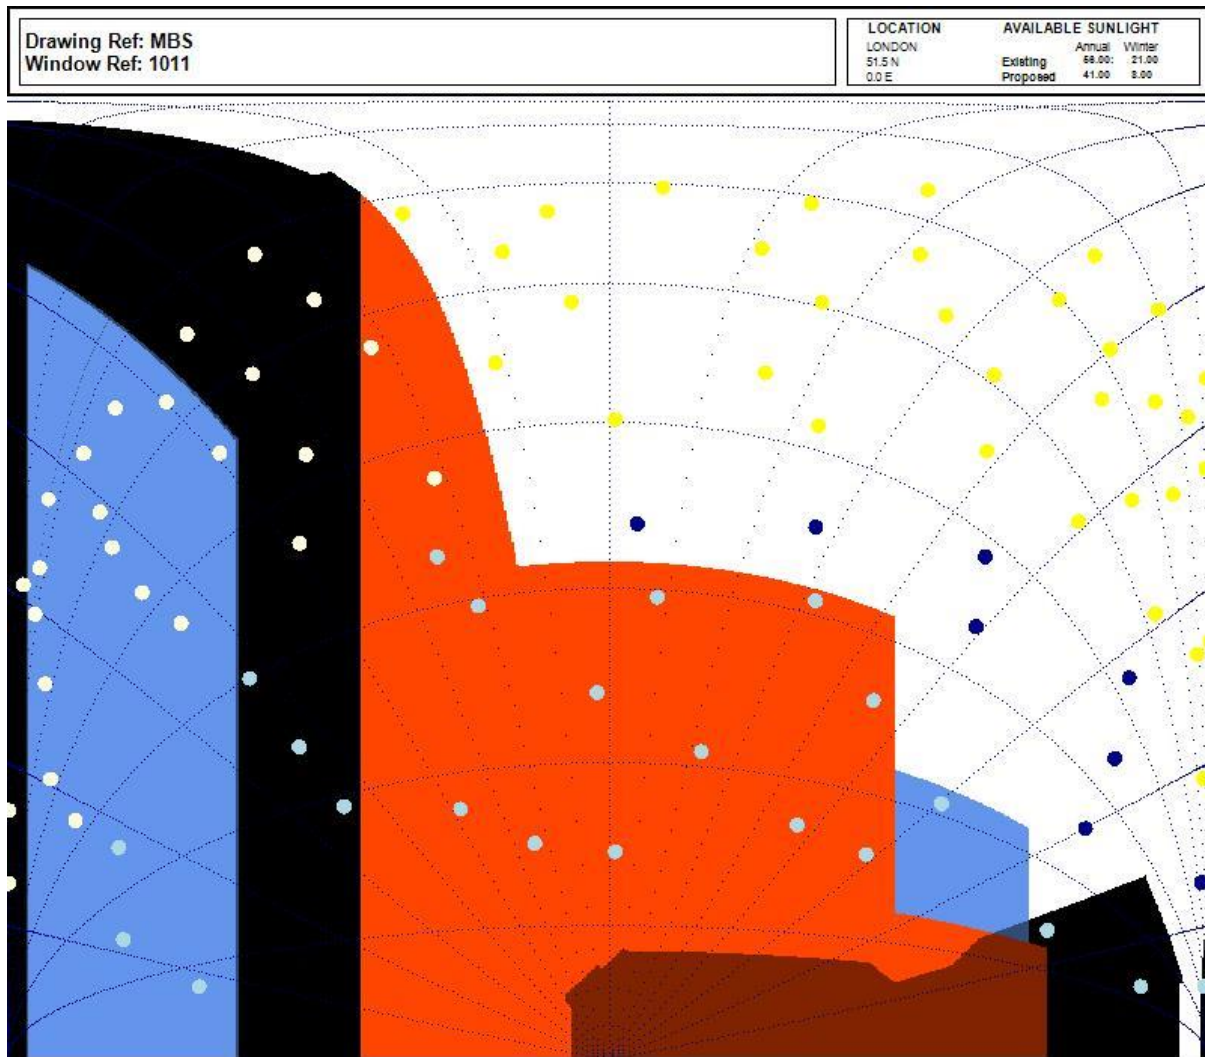 Drawing Ref: MBS
Window Ref: 1011
LOCATION
LONDON
51.5 N
0.0 E
AVAILABLE SUNLIGHT
Annual Winter
Existing 58.00: 21.00
Proposed 41.00 8.00